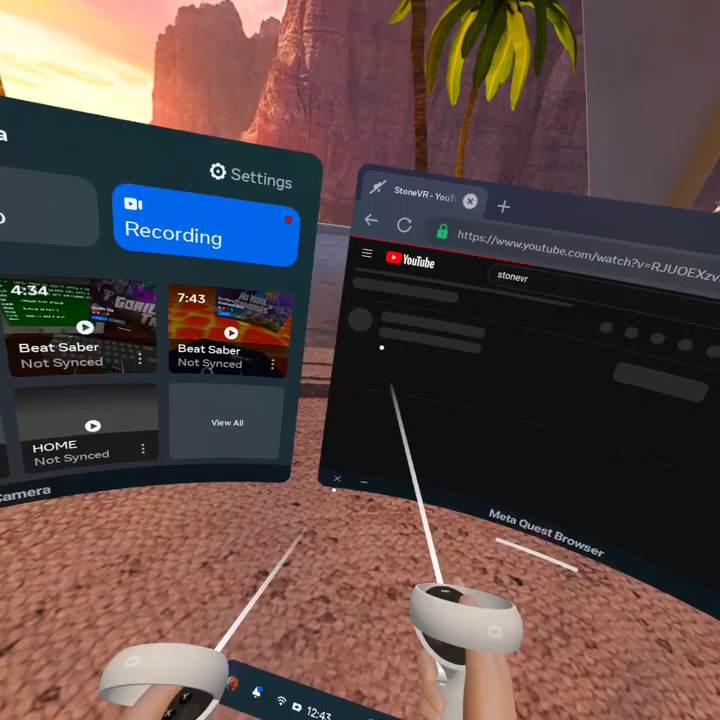 a
Settings
Recording
4:34
Beat Saber
Not Synced
7:43
Beat Saber
Not Synced
HOME
Not Synced
View All
Camera
StoneVR - YouT
https://www.youtube.com/watch?v=RJUOEXzv
YouTube
stonevr
Meta Quest Browser
12:43